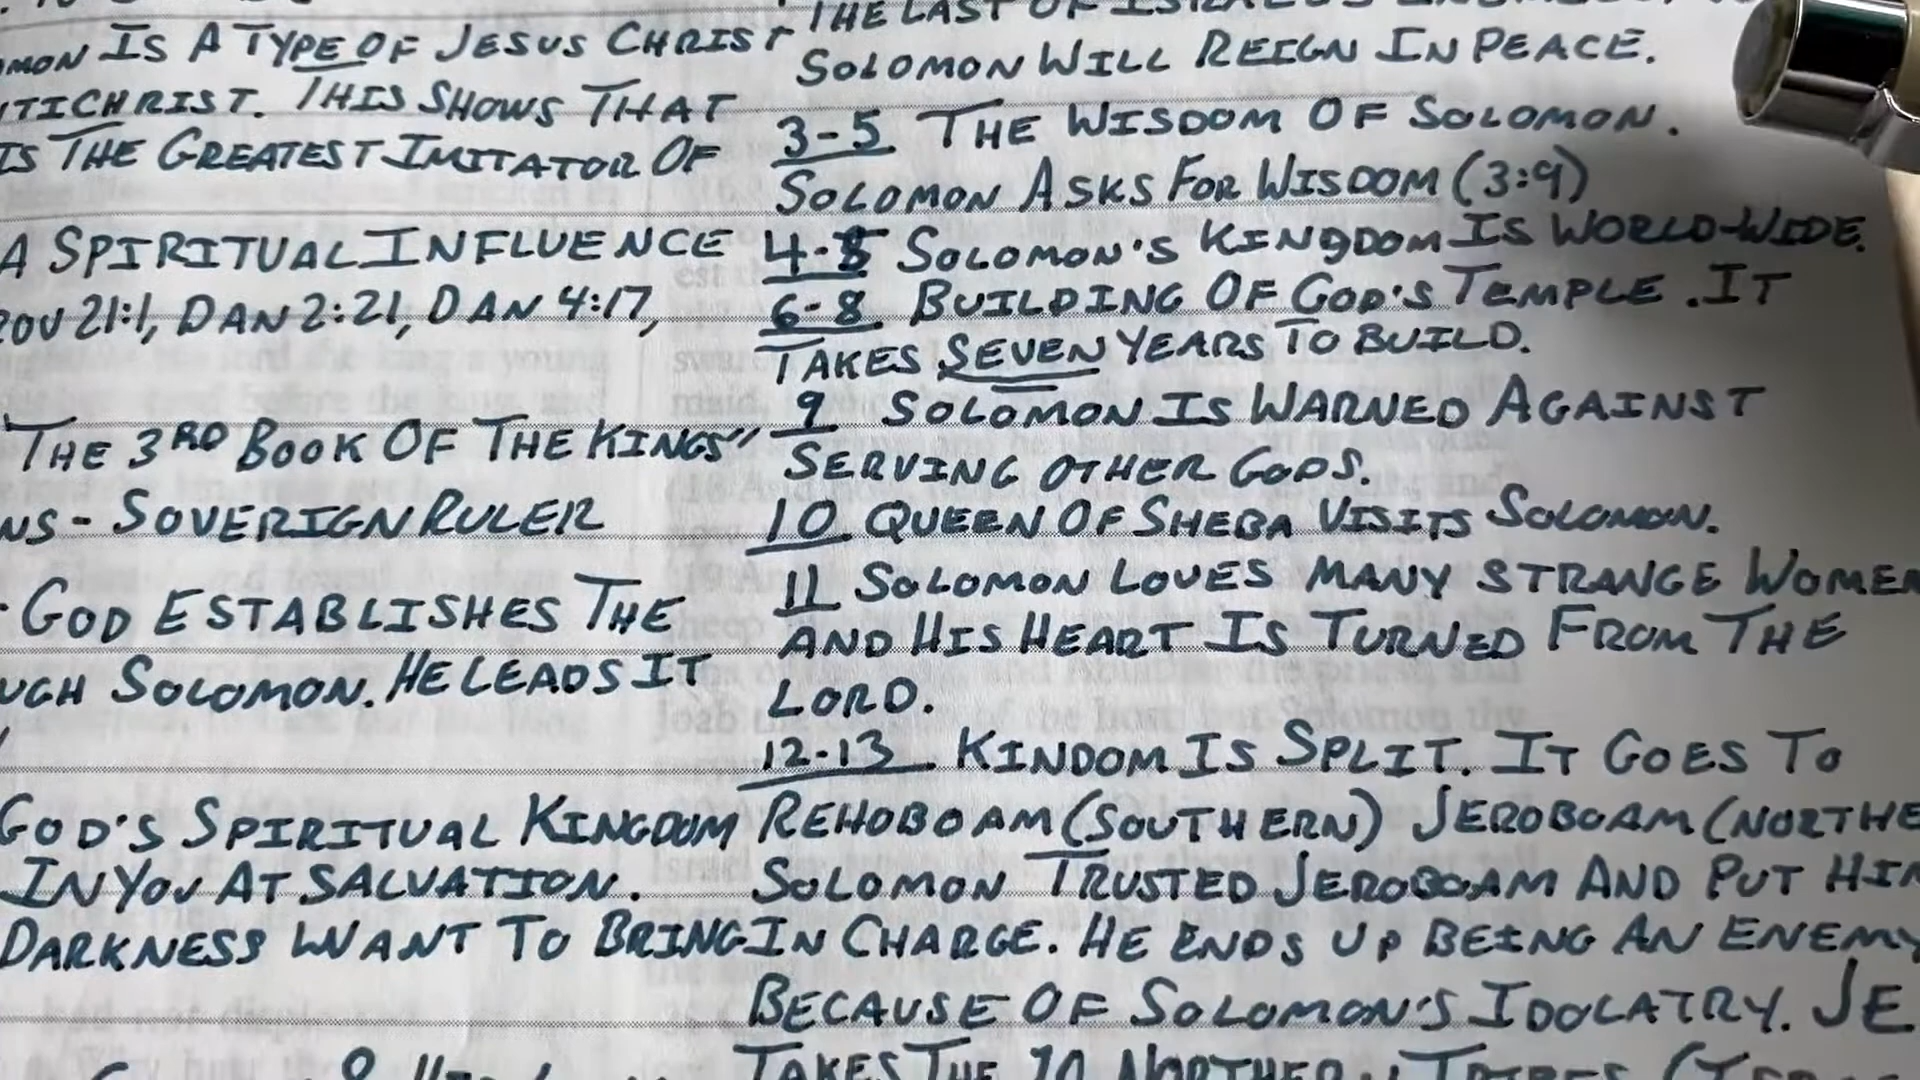 MON IS A TYPE OF JESUS CHRIST
TICHRIST. THIS SHOWS THAT
IS THE GREATEST IMITATOR OF
A SPIRITUAL INFLUENCE
ROV 21:1, DAN 2:21, DAN 4:17,
"THE 3RD BOOK OF THE KINGS"
NS - SOVERIGN RULER
GOD ESTABLISHES THE
UGH SOLOMON. HE LEADS IT
GOD'S SPIRITUAL KINGDOM
IN YOU AT SALVATION.
DARKNESS WANT TO BRING
THE LAST OF ISRAEL'S
SOLOMON WILL REIGN IN PEACE.
3-5 THE WISDOM OF SOLOMON.
SOLOMON ASKS FOR WISDOM (3:9)
4-5 SOLOMON'S KINGDOM IS WORLD-WIDE.
6-8 BUILDING OF GOD'S TEMPLE. IT
TAKES SEVEN YEARS TO BUILD.
9 SOLOMON IS WARNED AGAINST
SERVING OTHER GODS.
10 QUEEN OF SHEBA VISITS SOLOMON.
11 SOLOMON LOVES MANY STRANGE WOMEN
AND HIS HEART IS TURNED FROM THE
LORD.
12-13 KINDOM IS SPLIT. IT GOES TO
REHOBOAM (SOUTHERN) JEROBOAM (NORTHE
SOLOMON TRUSTED JEROBOAM AND PUT HIM
IN CHARGE. HE ENDS UP BEING AN ENEMY
BECAUSE OF SOLOMON'S IDOLATRY. JE
TAKES THE 10 NORTHERN TRIBES